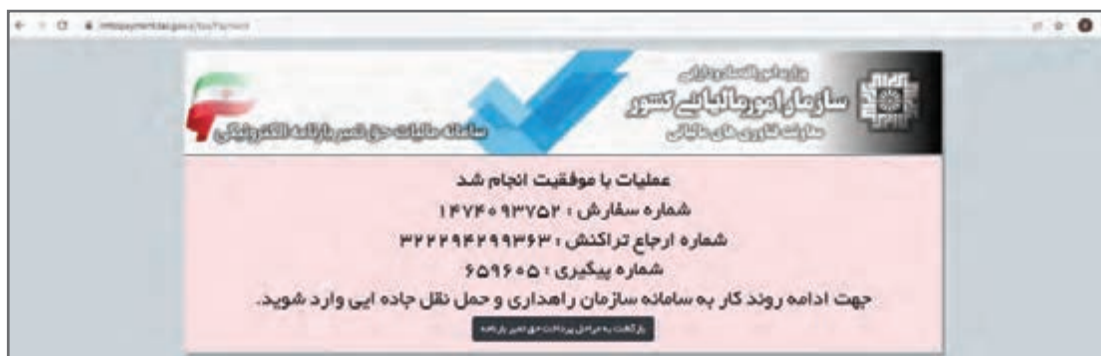 وزارت امور اقتصاد و دارایی
سازمان امور مالیاتی کشور
معاونت فناوری های مالیاتی
سامانه مالیات حق تمبر بارنامه الکترونیکی
عملیات با موفقیت انجام شد
شماره سفارش : ۱۴۷۴۰۹۳۷۵۲
شماره ارجاع تراکنش : ۳۲۲۲۹۴۲۹۹۳۶۳
شماره پیگیری : ۶۵۹۶۰۵
جهت ادامه روند کار به سامانه سازمان راهداری و حمل نقل جاده ایی وارد شوید.
بازگشت به مراحل پرداخت حق تمبر بارنامه